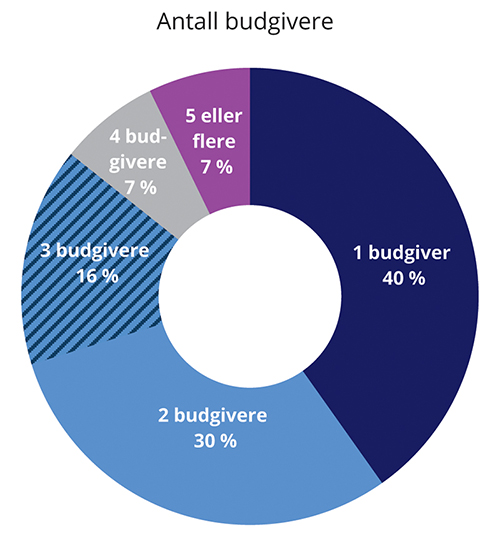 Antall budgivere
5 eller
flere
7 %
4 bud-
givere
7 %
3 budgivere
16 %
1 budgiver
40 %
2 budgivere
30 %